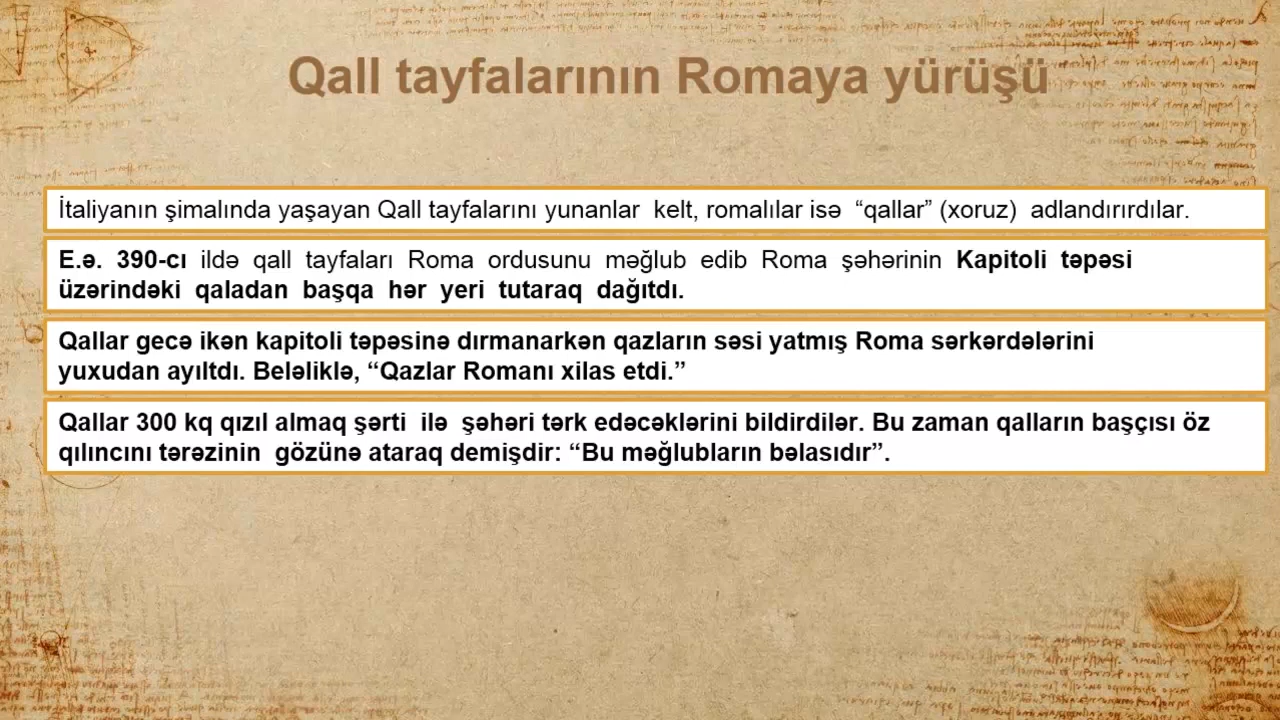 Qall tayfalarının Romaya yürüşü
İtaliyanın şimalında yaşayan Qall tayfalarını yunanlar kelt, romalılar isə “qallar” (xoruz) adlandırırdılar.
E.ə. 390-cı ildə qall tayfaları Roma ordusunu məğlub edib Roma şəhərinin Kapitoli təpəsi
üzərindəki qaladan başqa hər yeri tutaraq dağıtdı.
Qallar gecə ikən kapitoli təpəsinə dırmanarkən qazların səsi yatmış Roma sərkərdələrini
yuxudan ayıltdı. Beləliklə, “Qazlar Romanı xilas etdi.”
Qallar 300 kq qızıl almaq şərti ilə şəhəri tərk edəcəklərini bildirdilər. Bu zaman qalların başçısı öz
qılıncını tərəzinin gözünə ataraq demişdir: “Bu məğlubların bəlasıdır”.